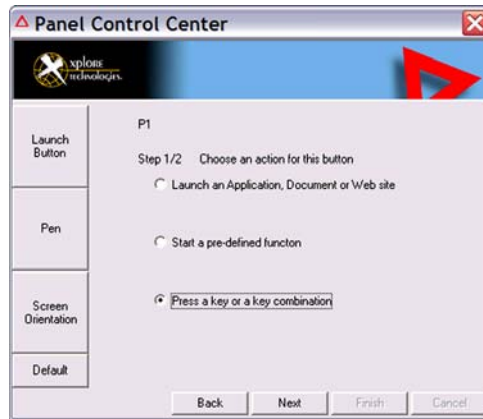 Panel Control Center
xplore
technologies.
Launch
Button
Pen
Screen
Orientation
Default
P1
Step 1/2 Choose an action for this button
Launch an Application, Document or Web site
Start a pre-defined functon
Press a key or a key combination
Back Next Finish Cancel